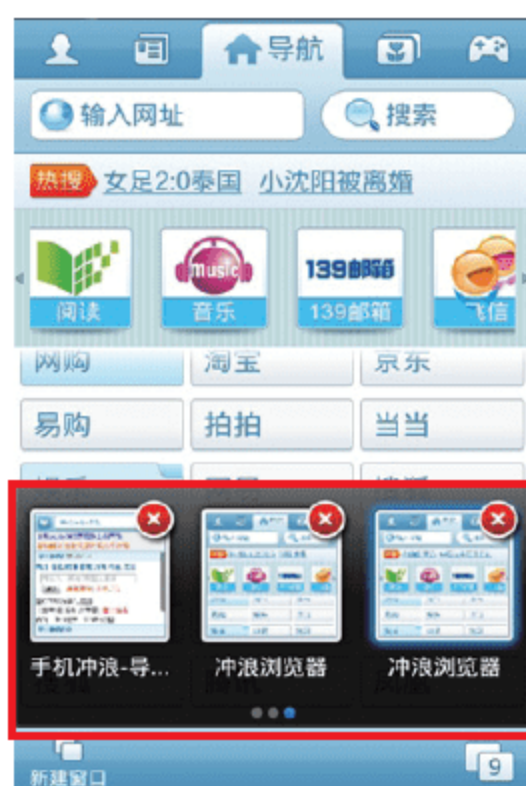 导航
输入网址 搜索
热搜 女足2:0泰国 小沈阳被离婚
music 139邮箱
阅读 音乐 139邮箱 飞信
网购 淘宝 京东
易购 拍拍 当当
手机冲浪-导... 冲浪浏览器 冲浪浏览器
新建窗口 9